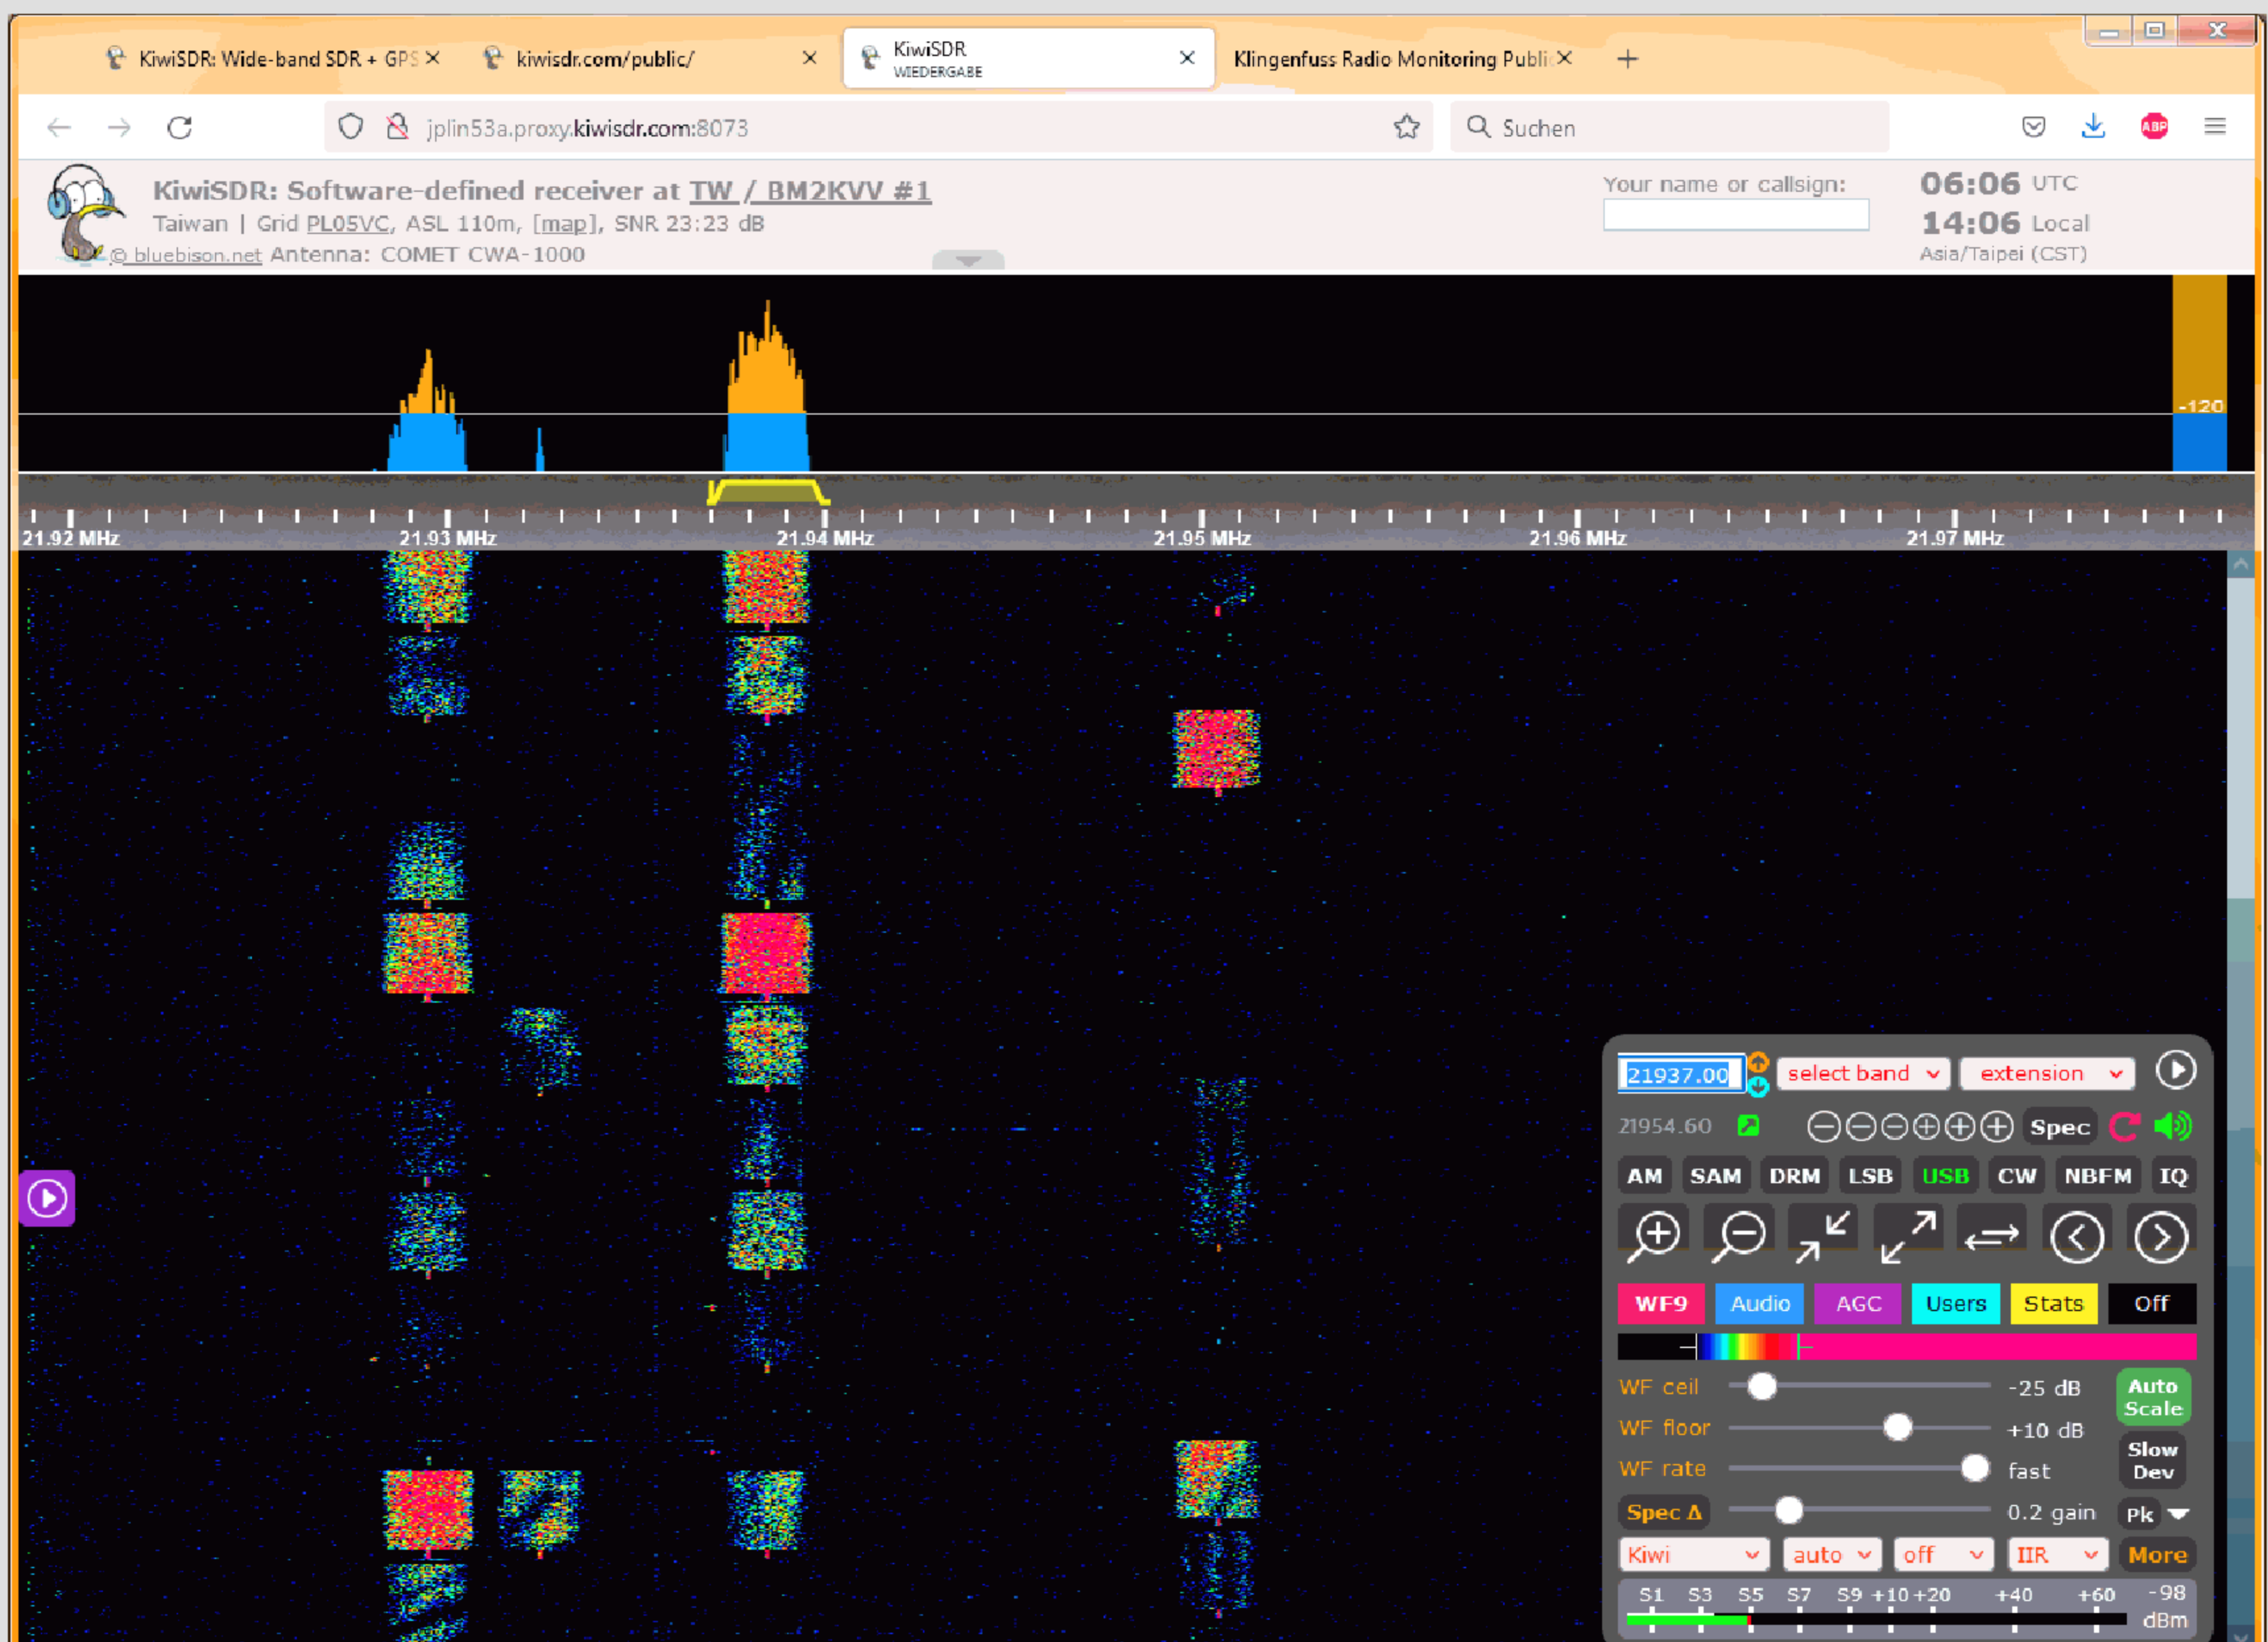 KiwiSDR: Wide-band SDR + GPS
kiwisdr.com/public/
KiwiSDR
WIEDERGABE
Klingenfuss Radio Monitoring Public
jplin53a.proxy.kiwisdr.com:8073
Suchen
ABP
KiwiSDR: Software-defined receiver at TW / BM2KVV #1
Taiwan | Grid PL05VC, ASL 110m, [map], SNR 23:23 dB
© bluebison.net Antenna: COMET CWA-1000
Your name or callsign:
06:06 UTC
14:06 Local
Asia/Taipei (CST)
-120
21.92 MHz 21.93 MHz 21.94 MHz 21.95 MHz 21.96 MHz 21.97 MHz
21937.00 select band extension
21954.60 Spec
AM SAM DRM LSB USB CW NBFM IQ
WF9 Audio AGC Users Stats Off
WF ceil -25 dB Auto Scale
WF floor +10 dB
WF rate fast Slow Dev
Spec Δ 0.2 gain Pk
Kiwi auto off IIR More
S1 S3 S5 S7 S9 +10 +20 +40 +60 -98 dBm